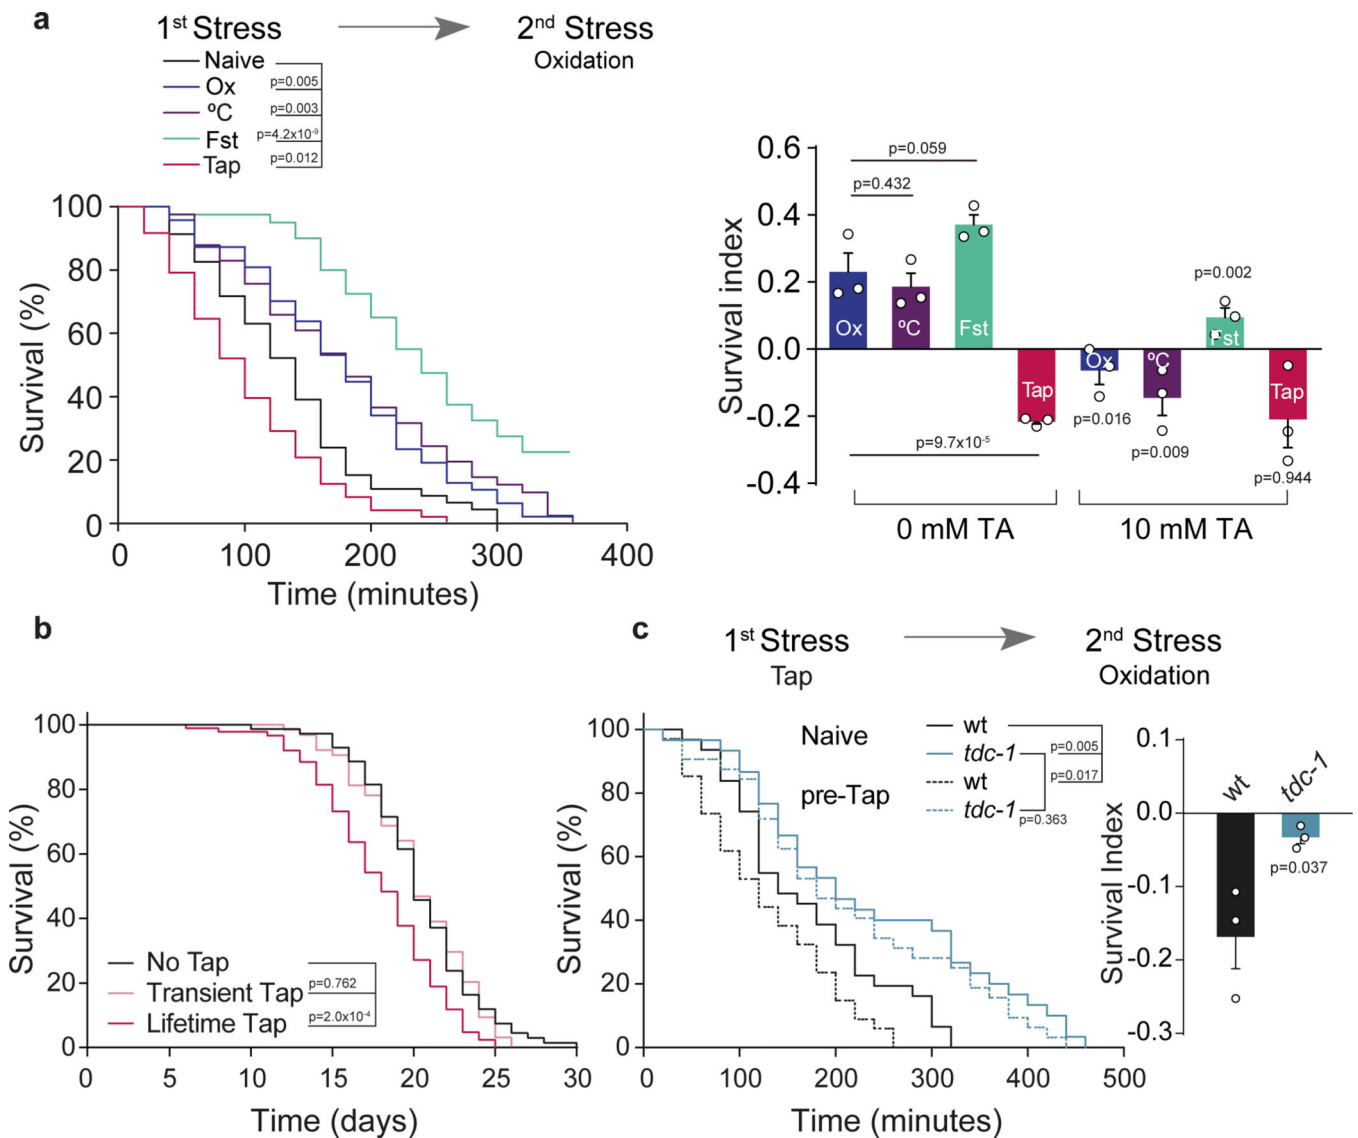 a
1st Stress
2nd Stress
Oxidation
Naive
Ox
ºC
Fst
Tap
p=0.005
p=0.003
p=4.2x10-9
p=0.012
Survival (%)
100
80
60
40
20
0
0
100
200
300
400
Time (minutes)
Survival index
0.6
0.4
0.2
0.0
-0.2
-0.4
p=0.059
p=0.432
Ox
ºC
Fst
Tap
p=9.7x10-5
Ox
ºC
Fst
Tap
p=0.016
p=0.009
p=0.002
p=0.944
0 mM TA
10 mM TA
b
Survival (%)
100
80
60
40
20
0
No Tap
Transient Tap
Lifetime Tap
p=0.762
p=2.0x10-4
0
5
10
15
20
25
30
Time (days)
c
1st Stress
Tap
2nd Stress
Oxidation
Survival (%)
100
80
60
40
20
0
Naive
pre-Tap
wt
tdc-1
wt
tdc-1
p=0.005
p=0.017
p=0.363
0
100
200
300
400
500
Time (minutes)
Survival Index
0.1
0.0
-0.1
-0.2
-0.3
wt
tdc-1
p=0.037